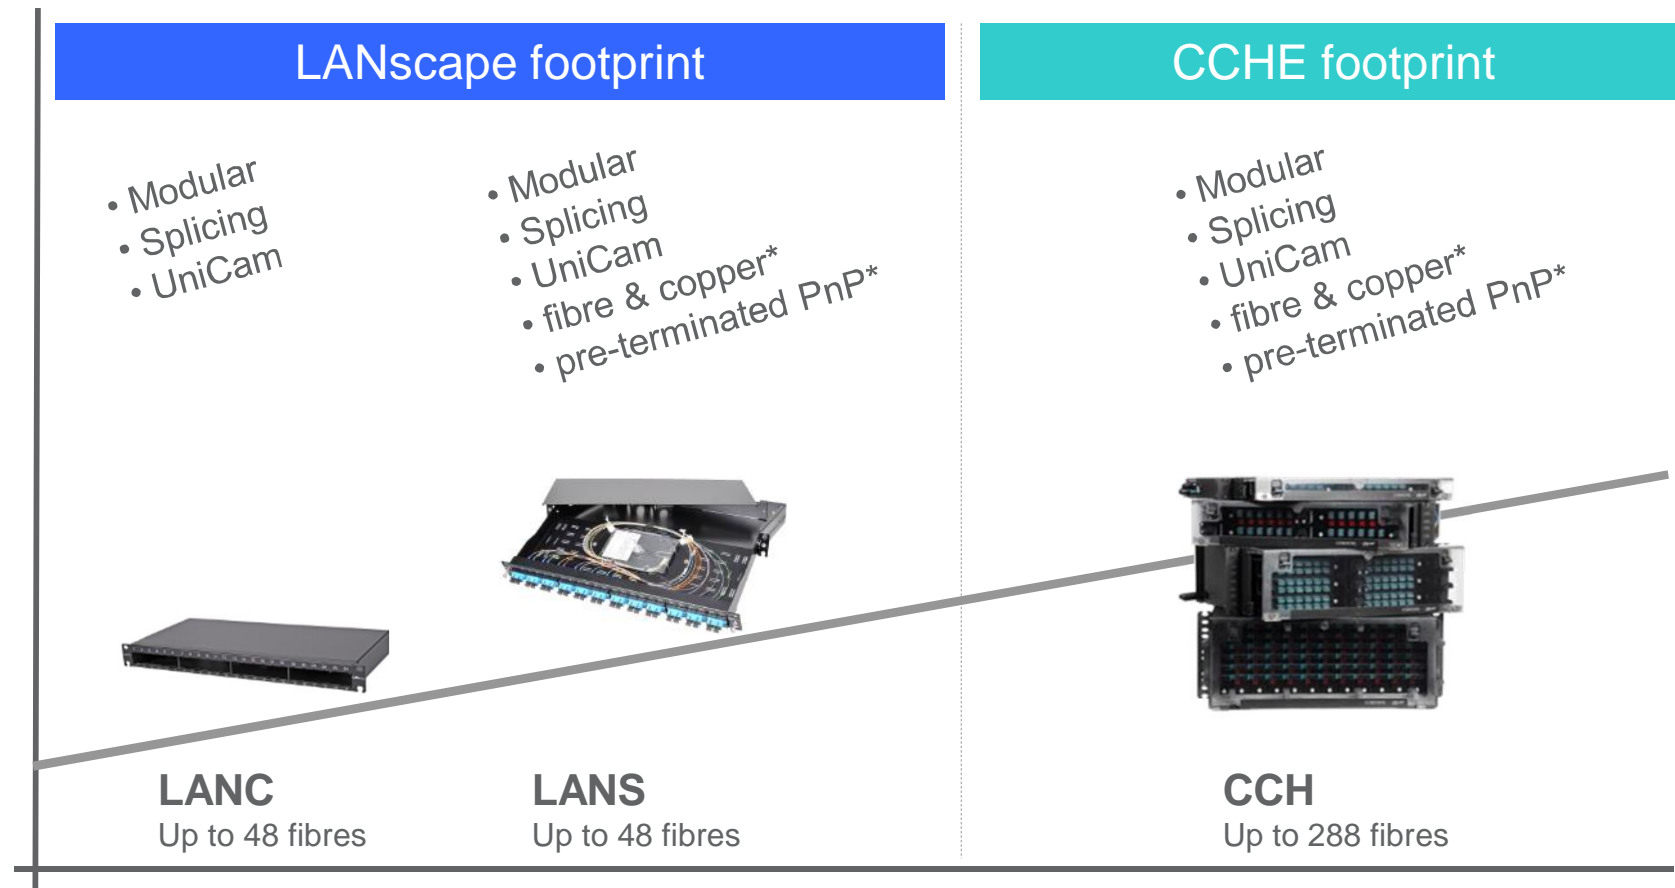 LANscape footprint
CCHE footprint
• Modular
• Splicing
• UniCam
• Modular
• Splicing
• UniCam
• fibre & copper*
• pre-terminated PnP*
• Modular
• Splicing
• UniCam
• fibre & copper*
• pre-terminated PnP*
LANC
Up to 48 fibres
LANS
Up to 48 fibres
CCH
Up to 288 fibres